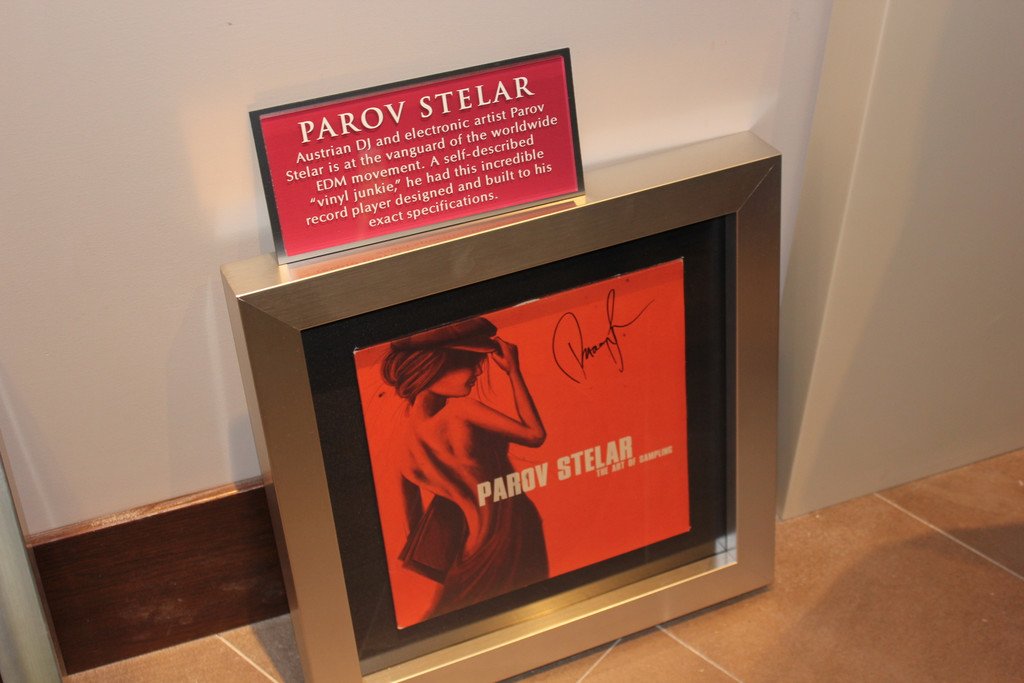 PAROV STELAR
Austrian DJ and electronic artist Parov
Stelar is at the vanguard of the worldwide
EDM movement. A self-described
“vinyl junkie,” he had this incredible
record player designed and built to his
exact specifications.
PAROV STELAR
THE ART OF SAMPLING